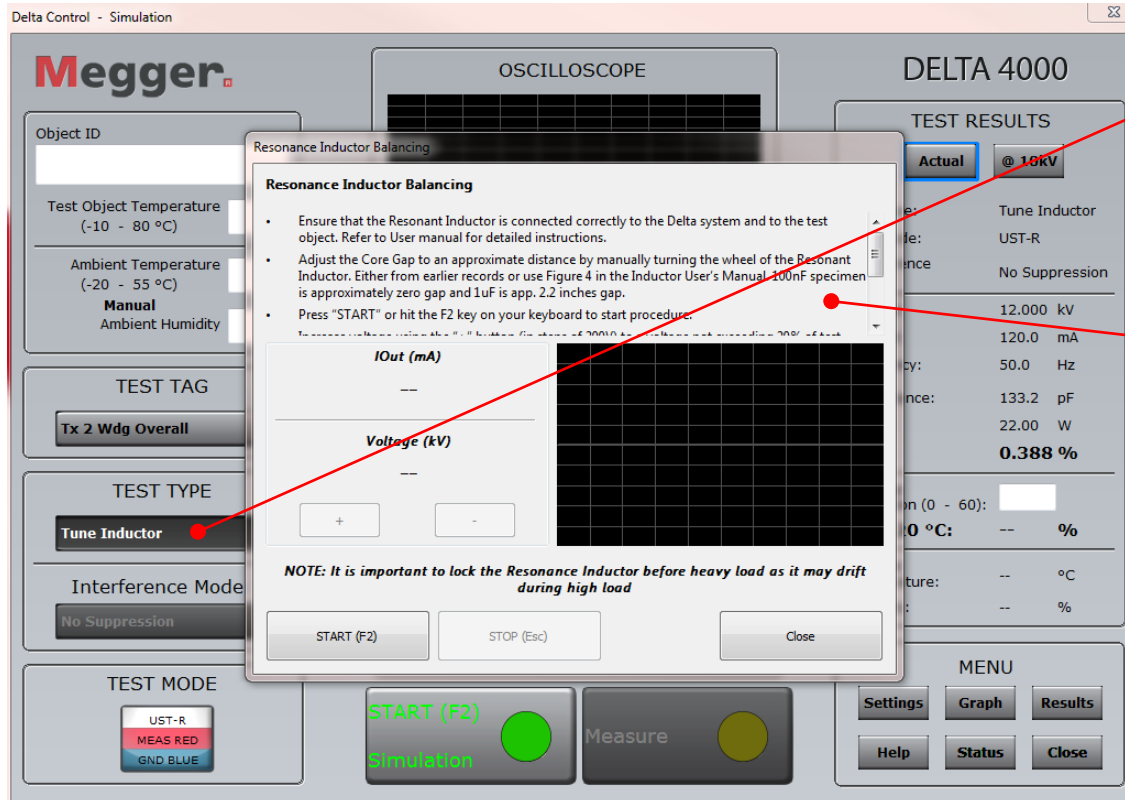 Delta Control - Simulation
Megger.
OSCILLOSCOPE
DELTA 4000
Object ID
Test Object Temperature
(-10 - 80 ºC)
Ambient Temperature
(-20 - 55 ºC)
Manual
Ambient Humidity
TEST TAG
Tx 2 Wdg Overall
TEST TYPE
Tune Inductor
Interference Mode
No Suppression
TEST MODE
UST-R
MEAS RED
GND BLUE
Resonance Inductor Balancing
Resonance Inductor Balancing
• Ensure that the Resonant Inductor is connected correctly to the Delta system and to the test
object. Refer to User manual for detailed instructions.
• Adjust the Core Gap to an approximate distance by manually turning the wheel of the Resonant
Inductor. Either from earlier records or use Figure 4 in the Inductor User's Manual. 100nF specimen
is approximately zero gap and 1uF is app. 2.2 inches gap.
• Press "START" or hit the F2 key on your keyboard to start procedure.
IOut (mA)
--
Voltage (kV)
--
+
-
NOTE: It is important to lock the Resonance Inductor before heavy load as it may drift
during high load
START (F2)
STOP (Esc)
Close
START (F2)
Simulation
Measure
TEST RESULTS
Actual
@ 10kV
Tune Inductor
UST-R
No Suppression
12.000 kV
120.0 mA
50.0 Hz
133.2 pF
22.00 W
0.388 %
(0 - 60):
ºC: -- %
-- ºC
-- %
MENU
Settings
Graph
Results
Help
Status
Close